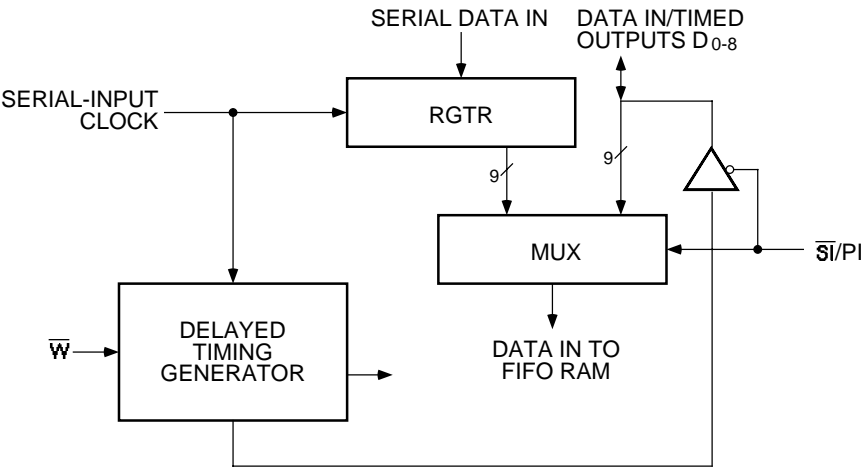 SERIAL DATA IN
DATA IN/TIMED
OUTPUTS D0-8
SERIAL-INPUT
CLOCK
RGTR
9
9
MUX
S̅I̅/PI
W̅
DELAYED
TIMING
GENERATOR
DATA IN TO
FIFO RAM